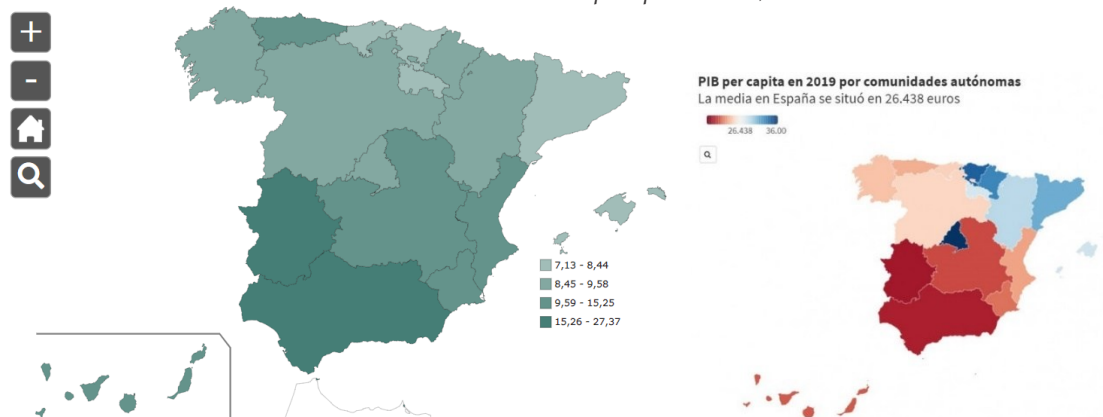 +
-
7,13 - 8,44
8,45 - 9,58
9,59 - 15,25
15,26 - 27,37
PIB per capita en 2019 por comunidades autónomas
La media en España se situó en 26.438 euros
26.438 36.00